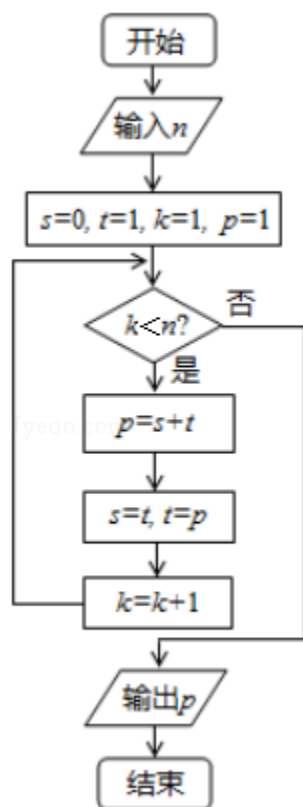 开始
输入n
s=0, t=1, k=1, p=1
k<n?
否
是
p=s+t
s=t, t=p
k=k+1
输出p
结束